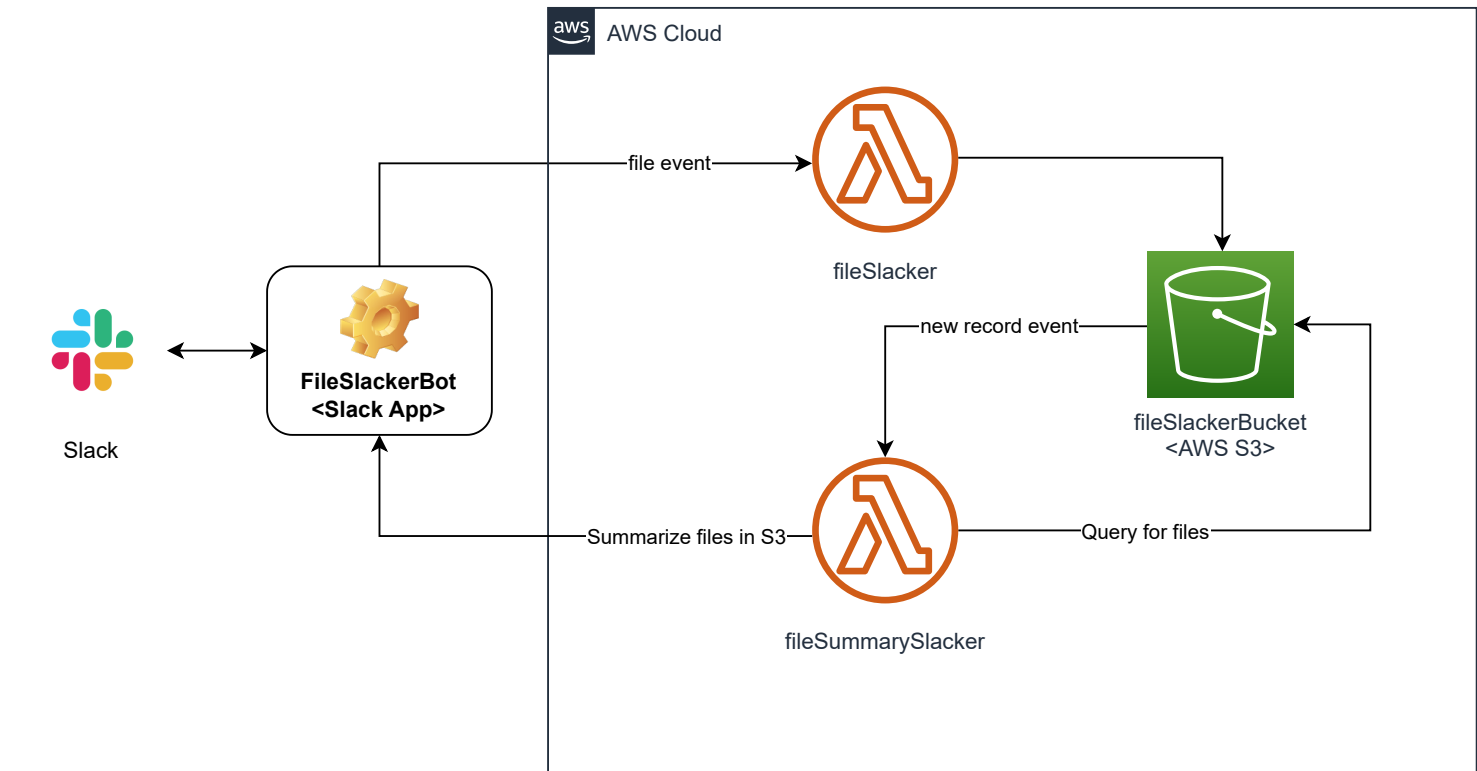 aws
AWS Cloud
file event
fileSlacker
new record event
FileSlackerBot
<Slack App>
fileSlackerBucket
<AWS S3>
Slack
Summarize files in S3
Query for files
fileSummarySlacker